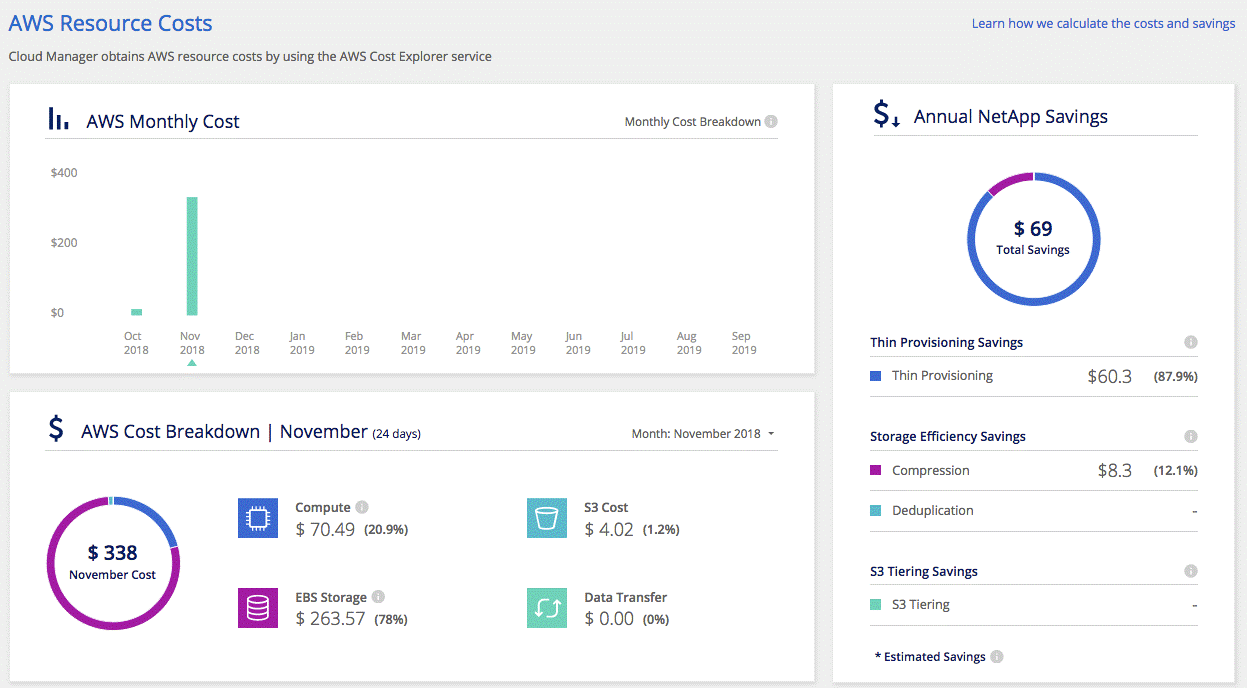 AWS Resource Costs
Learn how we calculate the costs and savings
Cloud Manager obtains AWS resource costs by using the AWS Cost Explorer service
AWS Monthly Cost
Monthly Cost Breakdown
$400
$200
$0
Oct 2018
Nov 2018
Dec 2018
Jan 2019
Feb 2019
Mar 2019
Apr 2019
May 2019
Jun 2019
Jul 2019
Aug 2019
Sep 2019
AWS Cost Breakdown | November (24 days)
Month: November 2018
$ 338
November Cost
Compute
$ 70.49 (20.9%)
S3 Cost
$ 4.02 (1.2%)
EBS Storage
$ 263.57 (78%)
Data Transfer
$ 0.00 (0%)
Annual NetApp Savings
$ 69
Total Savings
Thin Provisioning Savings
Thin Provisioning $60.3 (87.9%)
Storage Efficiency Savings
Compression $8.3 (12.1%)
Deduplication -
S3 Tiering Savings
S3 Tiering -
* Estimated Savings